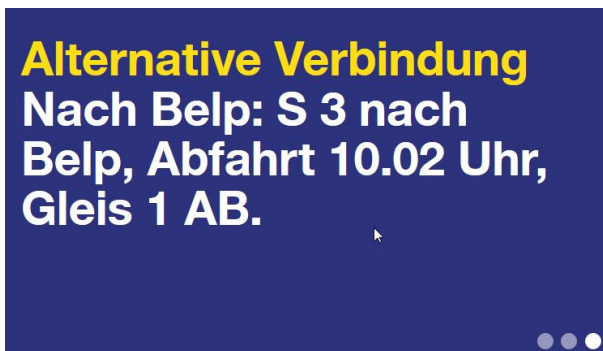 Alternative Verbindung
Nach Belp: S 3 nach
Belp, Abfahrt 10.02 Uhr,
Gleis 1 AB.